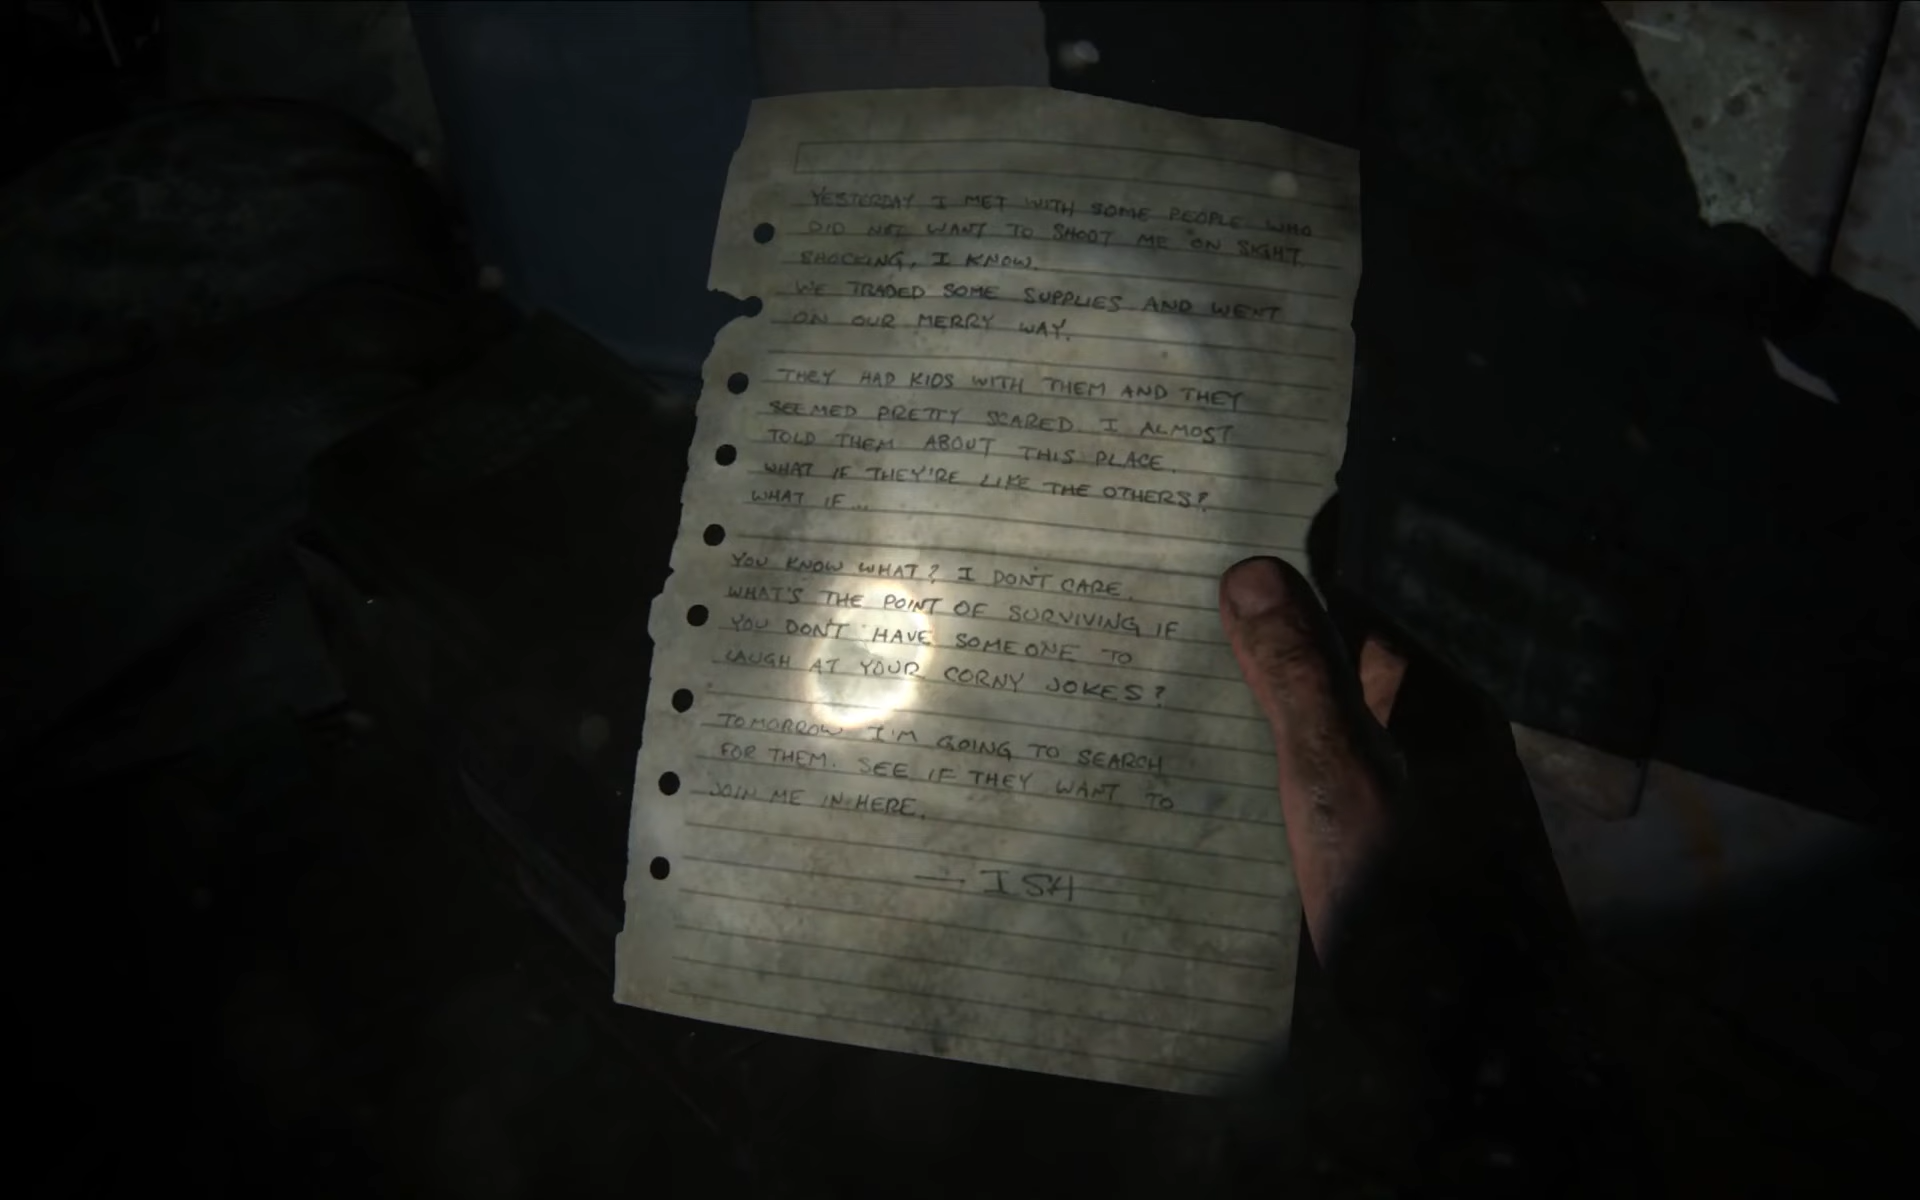 YESTERDAY I MET WITH SOME PEOPLE WHO
DID NOT WANT TO SHOOT ME ON SIGHT
SHOCKING, I KNOW.
WE TRADED SOME SUPPLIES AND WENT
ON OUR MERRY WAY.
THEY HAD KIDS WITH THEM AND THEY
SEEMED PRETTY SCARED. I ALMOST
TOLD THEM ABOUT THIS PLACE.
WHAT IF THEY'RE LIKE THE OTHERS?
WHAT IF...
YOU KNOW WHAT? I DON'T CARE.
WHAT'S THE POINT OF SURVIVING IF
YOU DON'T HAVE SOMEONE TO
LAUGH AT YOUR CORNY JOKES?
TOMORROW I'M GOING TO SEARCH
FOR THEM. SEE IF THEY WANT TO
JOIN ME IN HERE.
— ISH